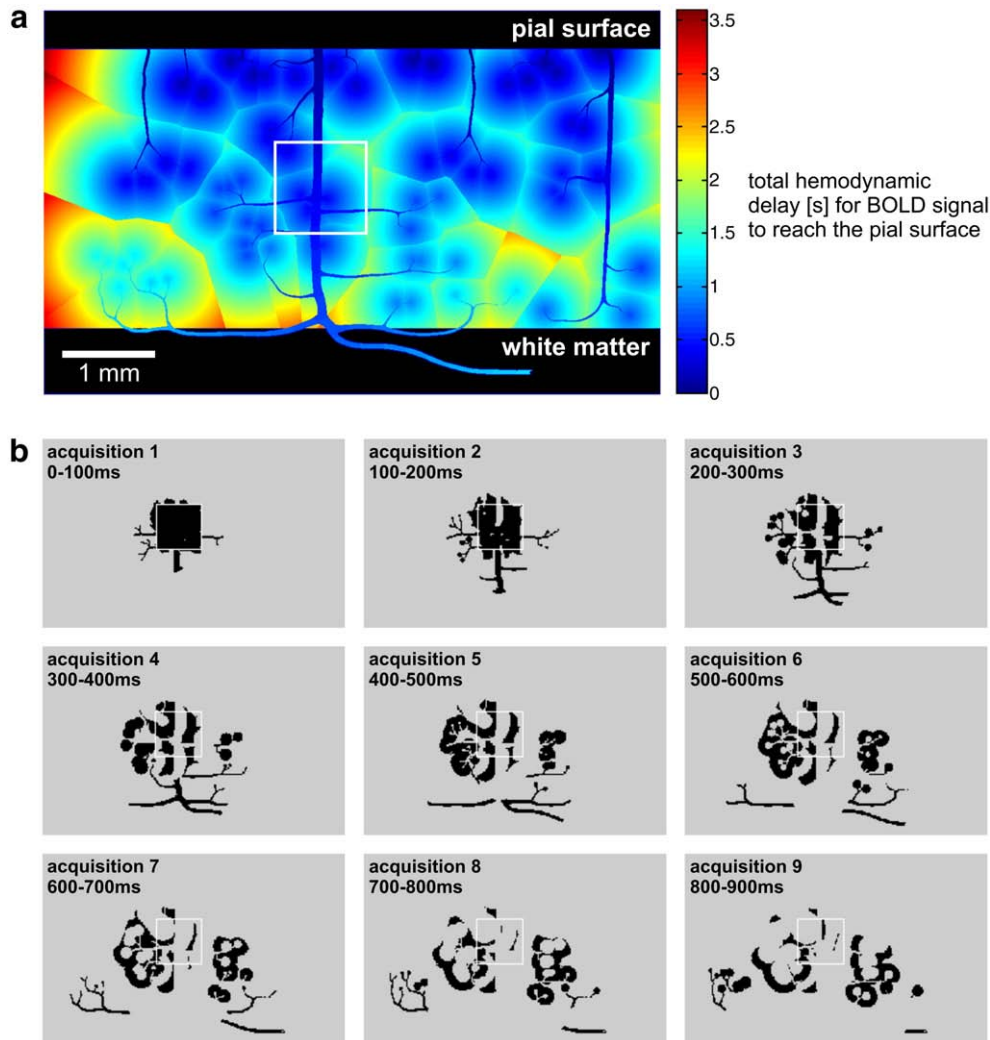 a
pial surface
white matter
1 mm
3.5
3
2.5
2
1.5
1
0.5
0
total hemodynamic
delay [s] for BOLD signal
to reach the pial surface
b
acquisition 1
0-100ms
acquisition 2
100-200ms
acquisition 3
200-300ms
acquisition 4
300-400ms
acquisition 5
400-500ms
acquisition 6
500-600ms
acquisition 7
600-700ms
acquisition 8
700-800ms
acquisition 9
800-900ms